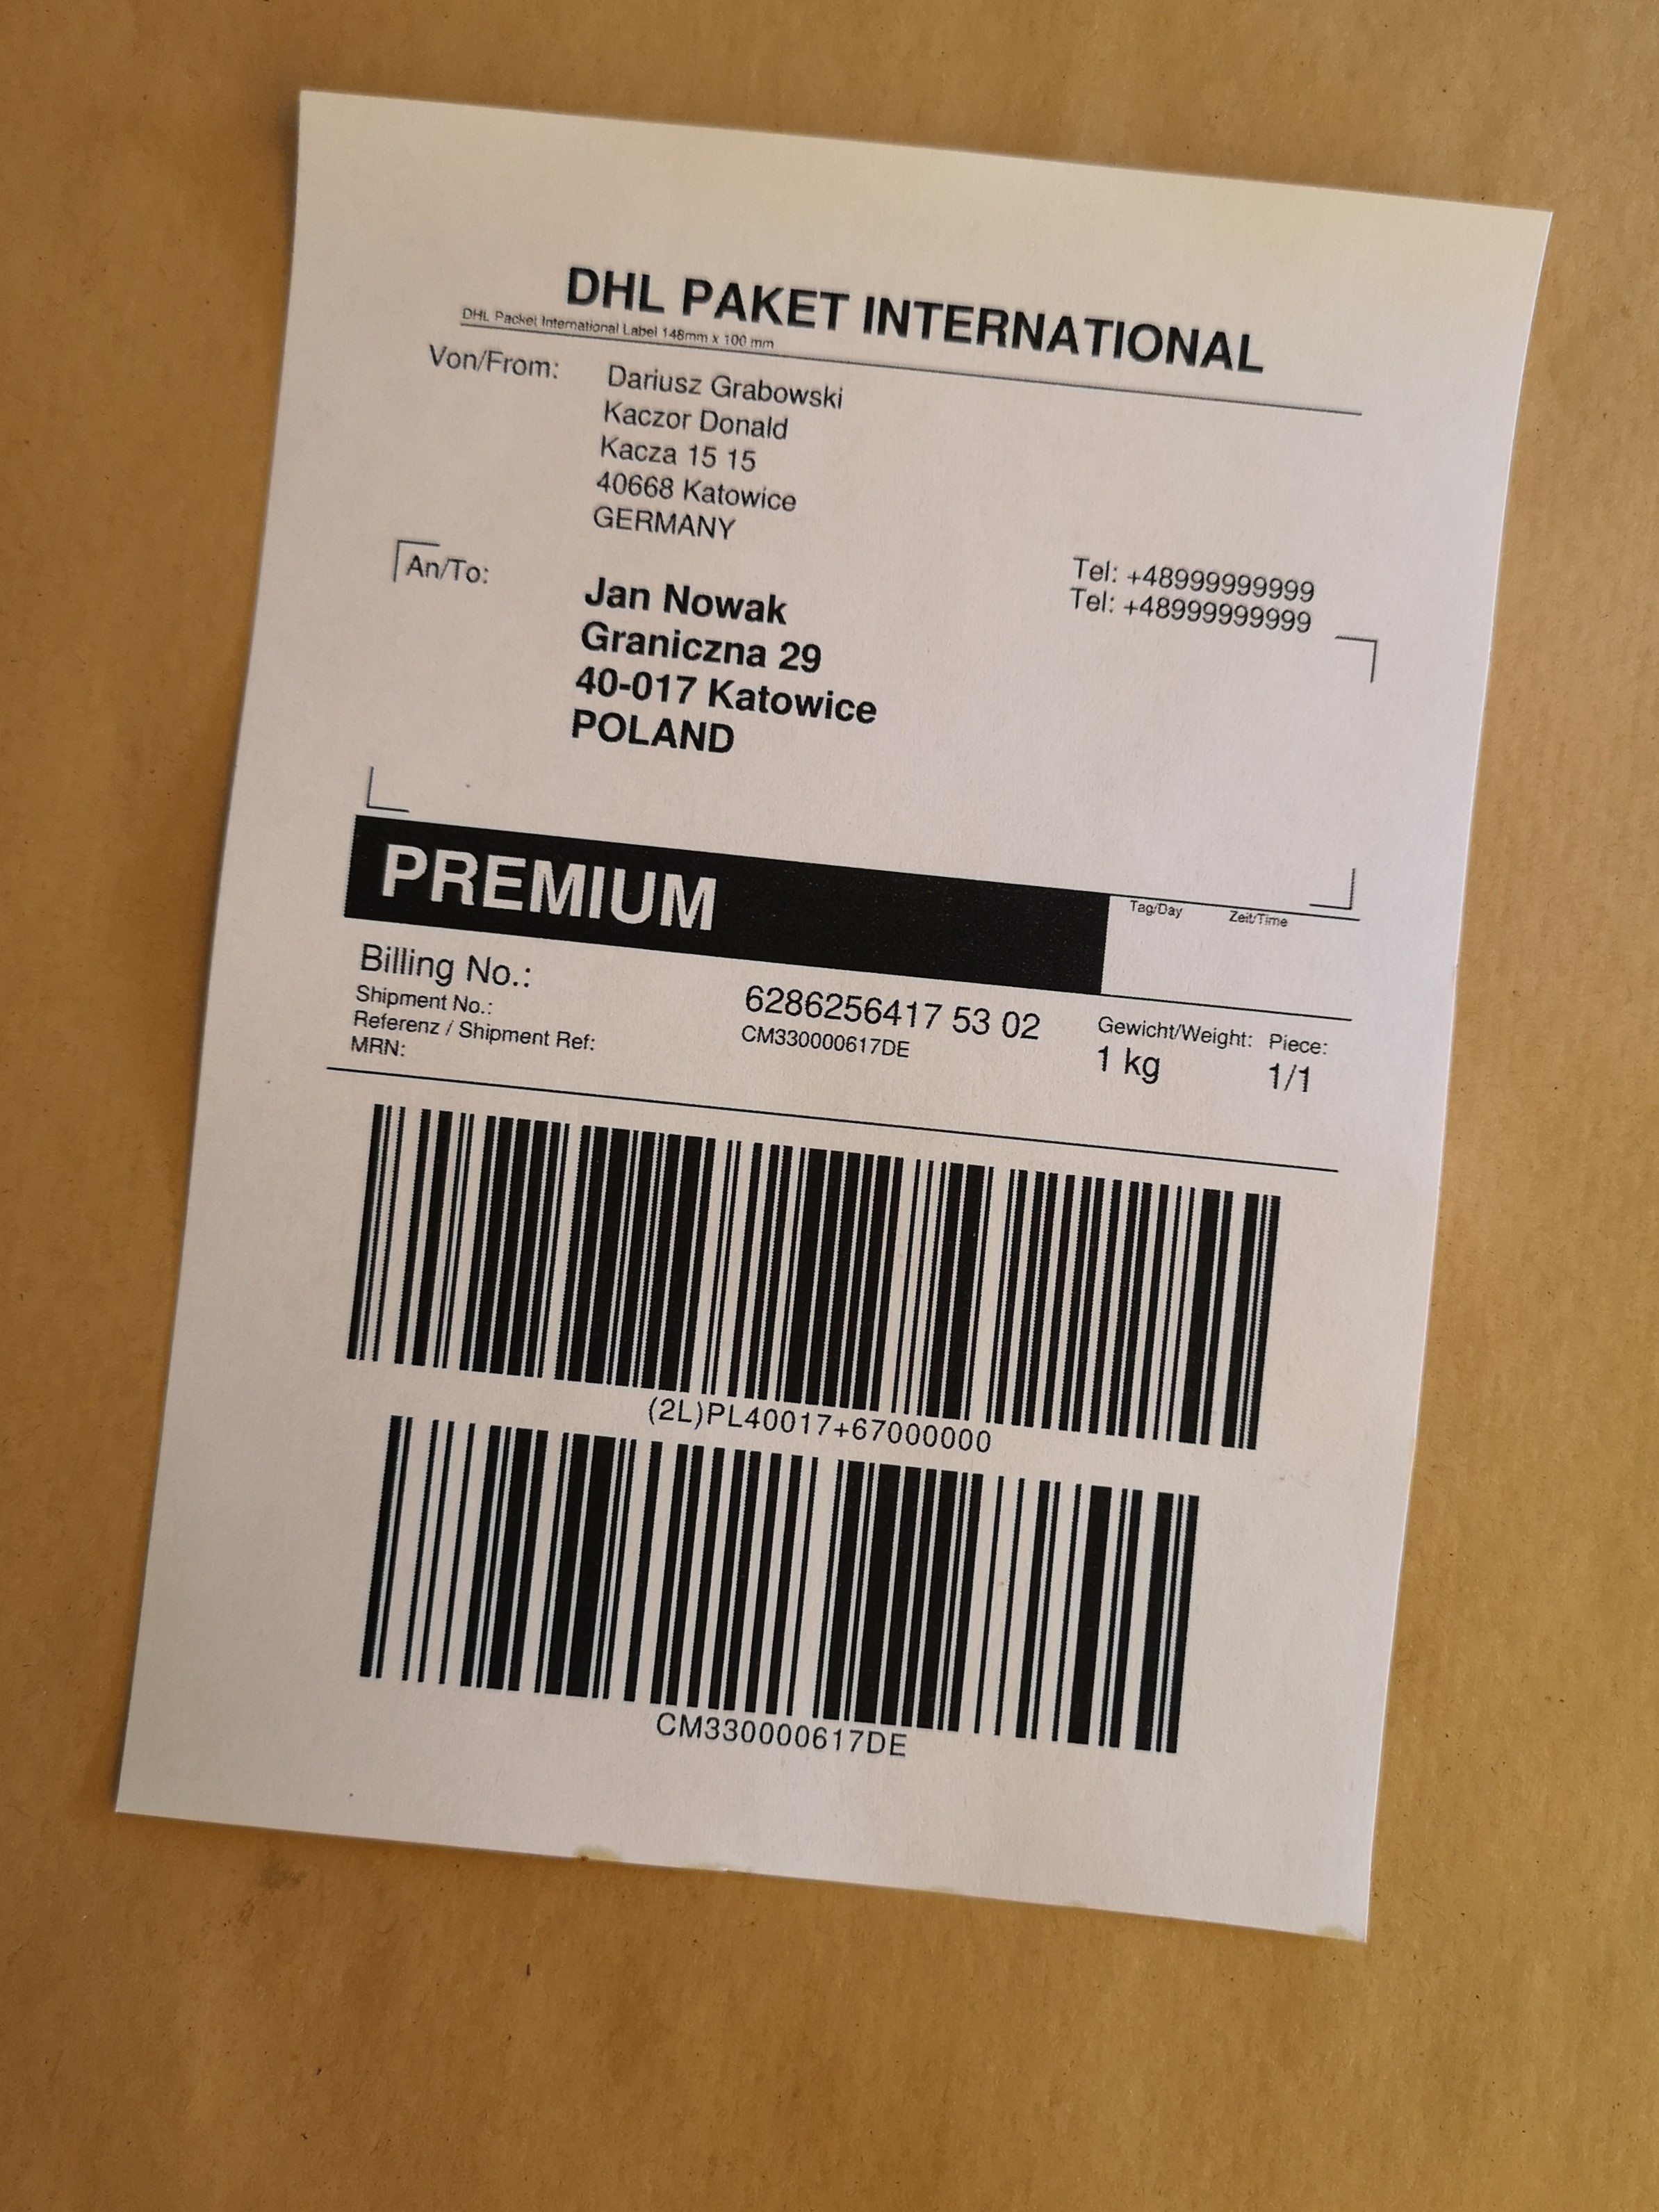 DHL PAKET INTERNATIONAL
DHL Packet International Label 148mm x 100 mm
Von/From:
Dariusz Grabowski
Kaczor Donald
Kacza 15 15
40668 Katowice
GERMANY
Tel: +48999999999
Tel: +48999999999
An/To:
Jan Nowak
Graniczna 29
40-017 Katowice
POLAND
PREMIUM
Tag/Day Zeit/Time
Billing No.: 6286256417 53 02
Shipment No.: CM330000617DE
Referenz / Shipment Ref:
MRN:
Gewicht/Weight: Piece:
1 kg 1/1
(2L)PL40017+67000000
CM330000617DE